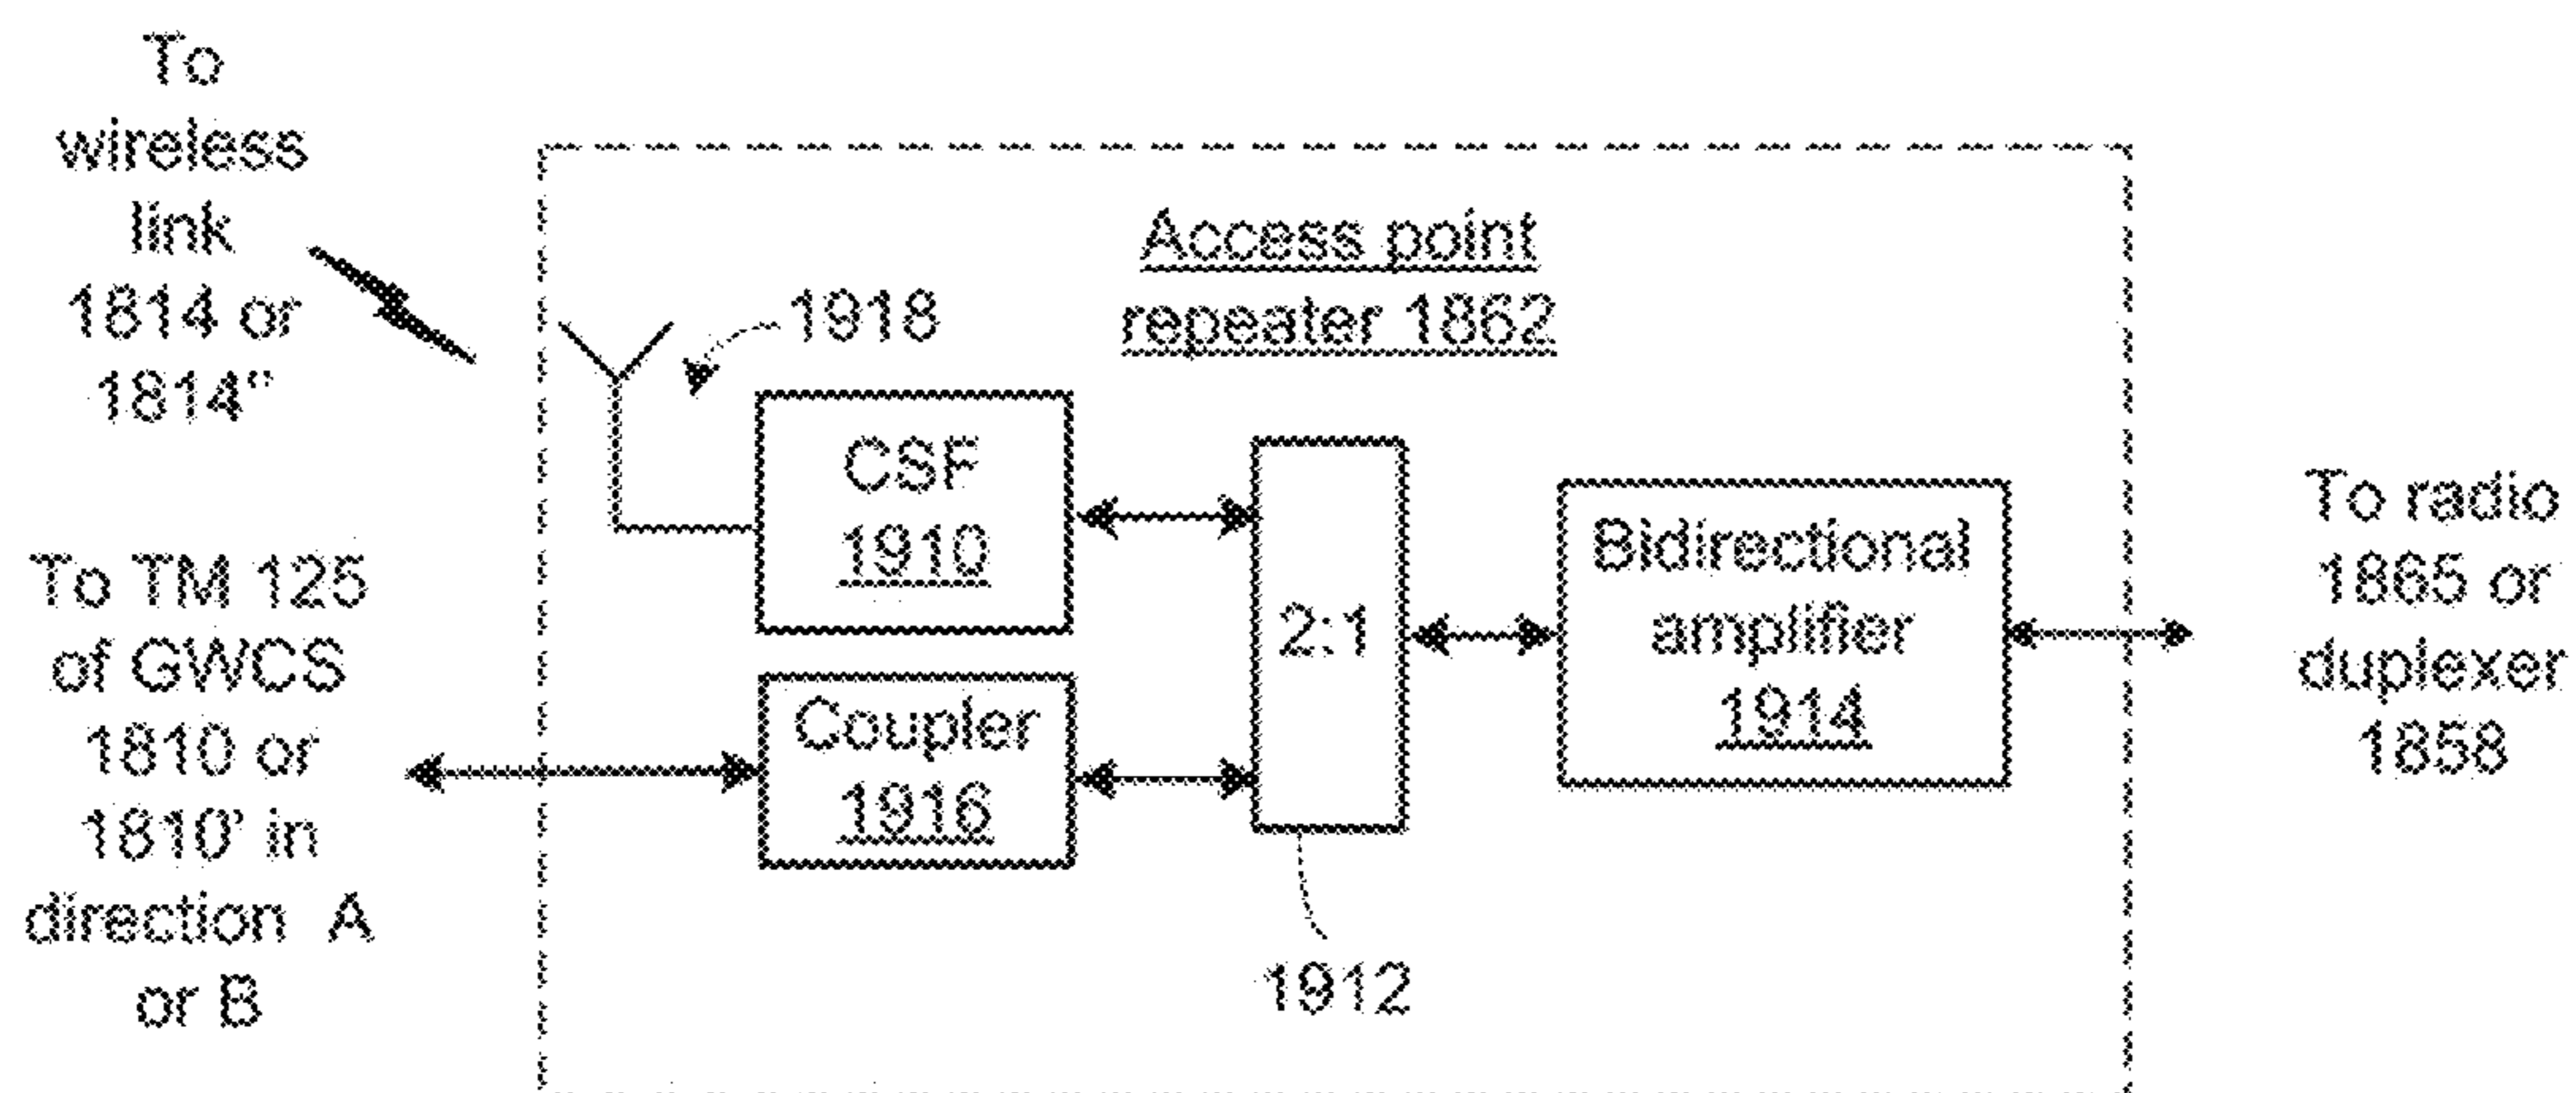 To
wireless
link
1814 or
1814"
To TM 125
of GWCS
1810 or
1810' in
direction A
or B
Access point
repeater 1862
1918
CSF
1910
Coupler
1916
2:1
1912
Bidirectional
amplifier
1914
To radio
1865 or
duplexer
1858